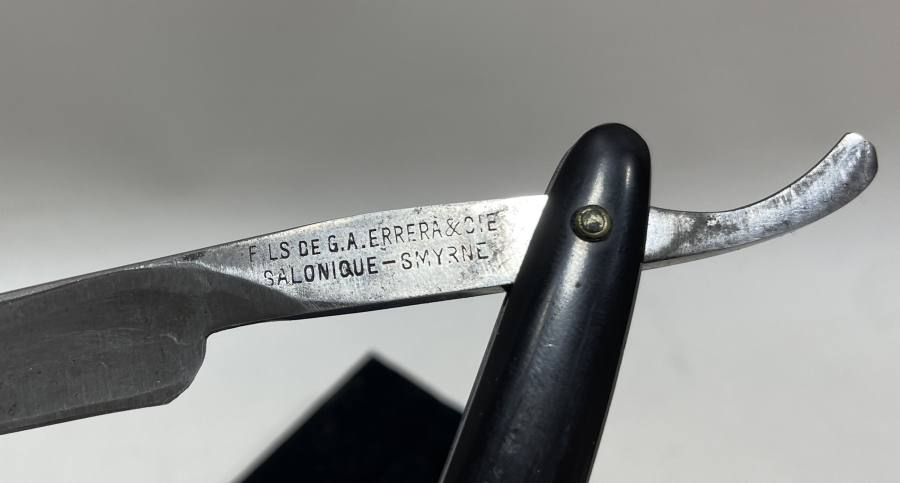 FILS DE G.A.ERRERA&CIE
SALONIQUE-SMYRNE